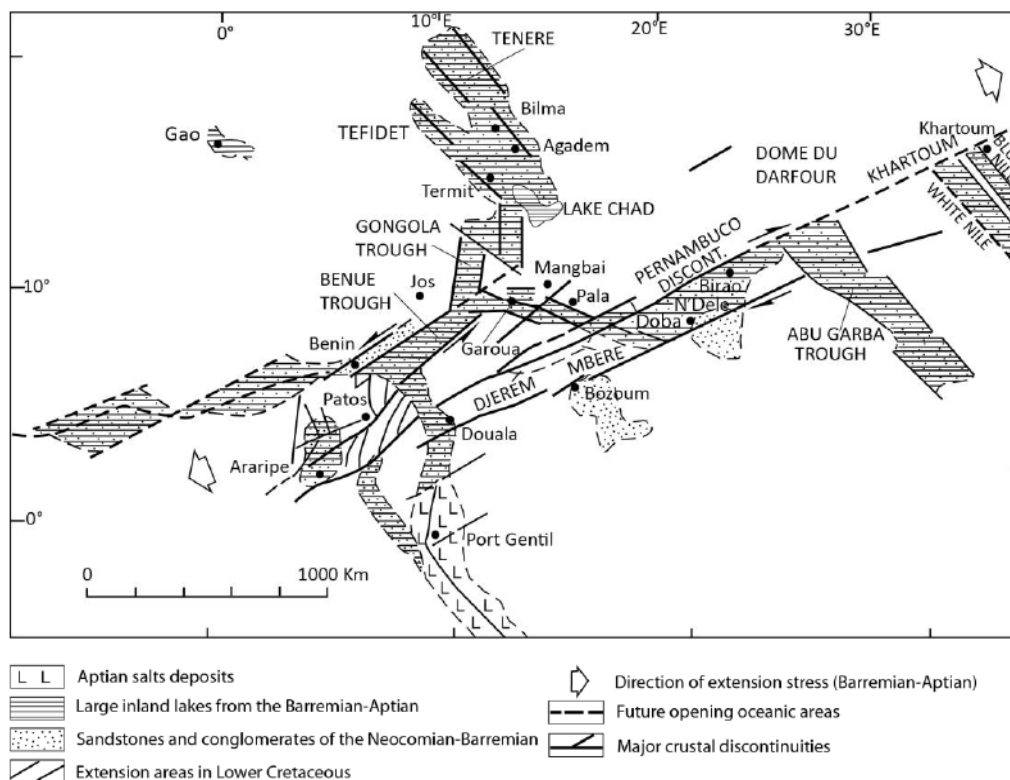 0°
10°E
20°E
30°E
TENERE
Bilma
TEFIDET
Agadem
Gao
Termit
LAKE CHAD
DOME DU
DARFOUR
Khartoum
KHARTOUM
BLUE
NILE
WHITE NILE
GONGOLA
TROUGH
10°
BENUE
TROUGH
Jos
Mangbai
Pala
PERNAMBUCO
DISCONT.
Birao
N'Dele
Doba
ABU GARBA
TROUGH
Benin
Garoua
DJEREM
MBERE
Bozoum
Patos
Douala
Araripe
0°
Port Gentil
L L
0
1000 Km
L L
Aptian salts deposits
Large inland lakes from the Barremian-Aptian
Sandstones and conglomerates of the Neocomian-Barremian
Extension areas in Lower Cretaceous
Direction of extension stress (Barremian-Aptian)
Future opening oceanic areas
Major crustal discontinuities